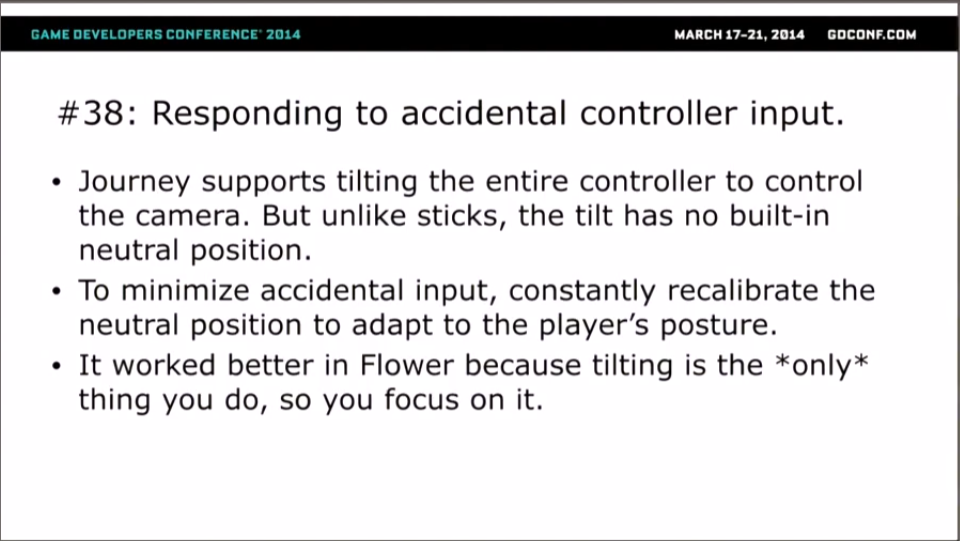 GAME DEVELOPERS CONFERENCE® 2014
MARCH 17-21, 2014 GDCONF.COM
#38: Responding to accidental controller input.
• Journey supports tilting the entire controller to control
the camera. But unlike sticks, the tilt has no built-in
neutral position.
• To minimize accidental input, constantly recalibrate the
neutral position to adapt to the player's posture.
• It worked better in Flower because tilting is the *only*
thing you do, so you focus on it.